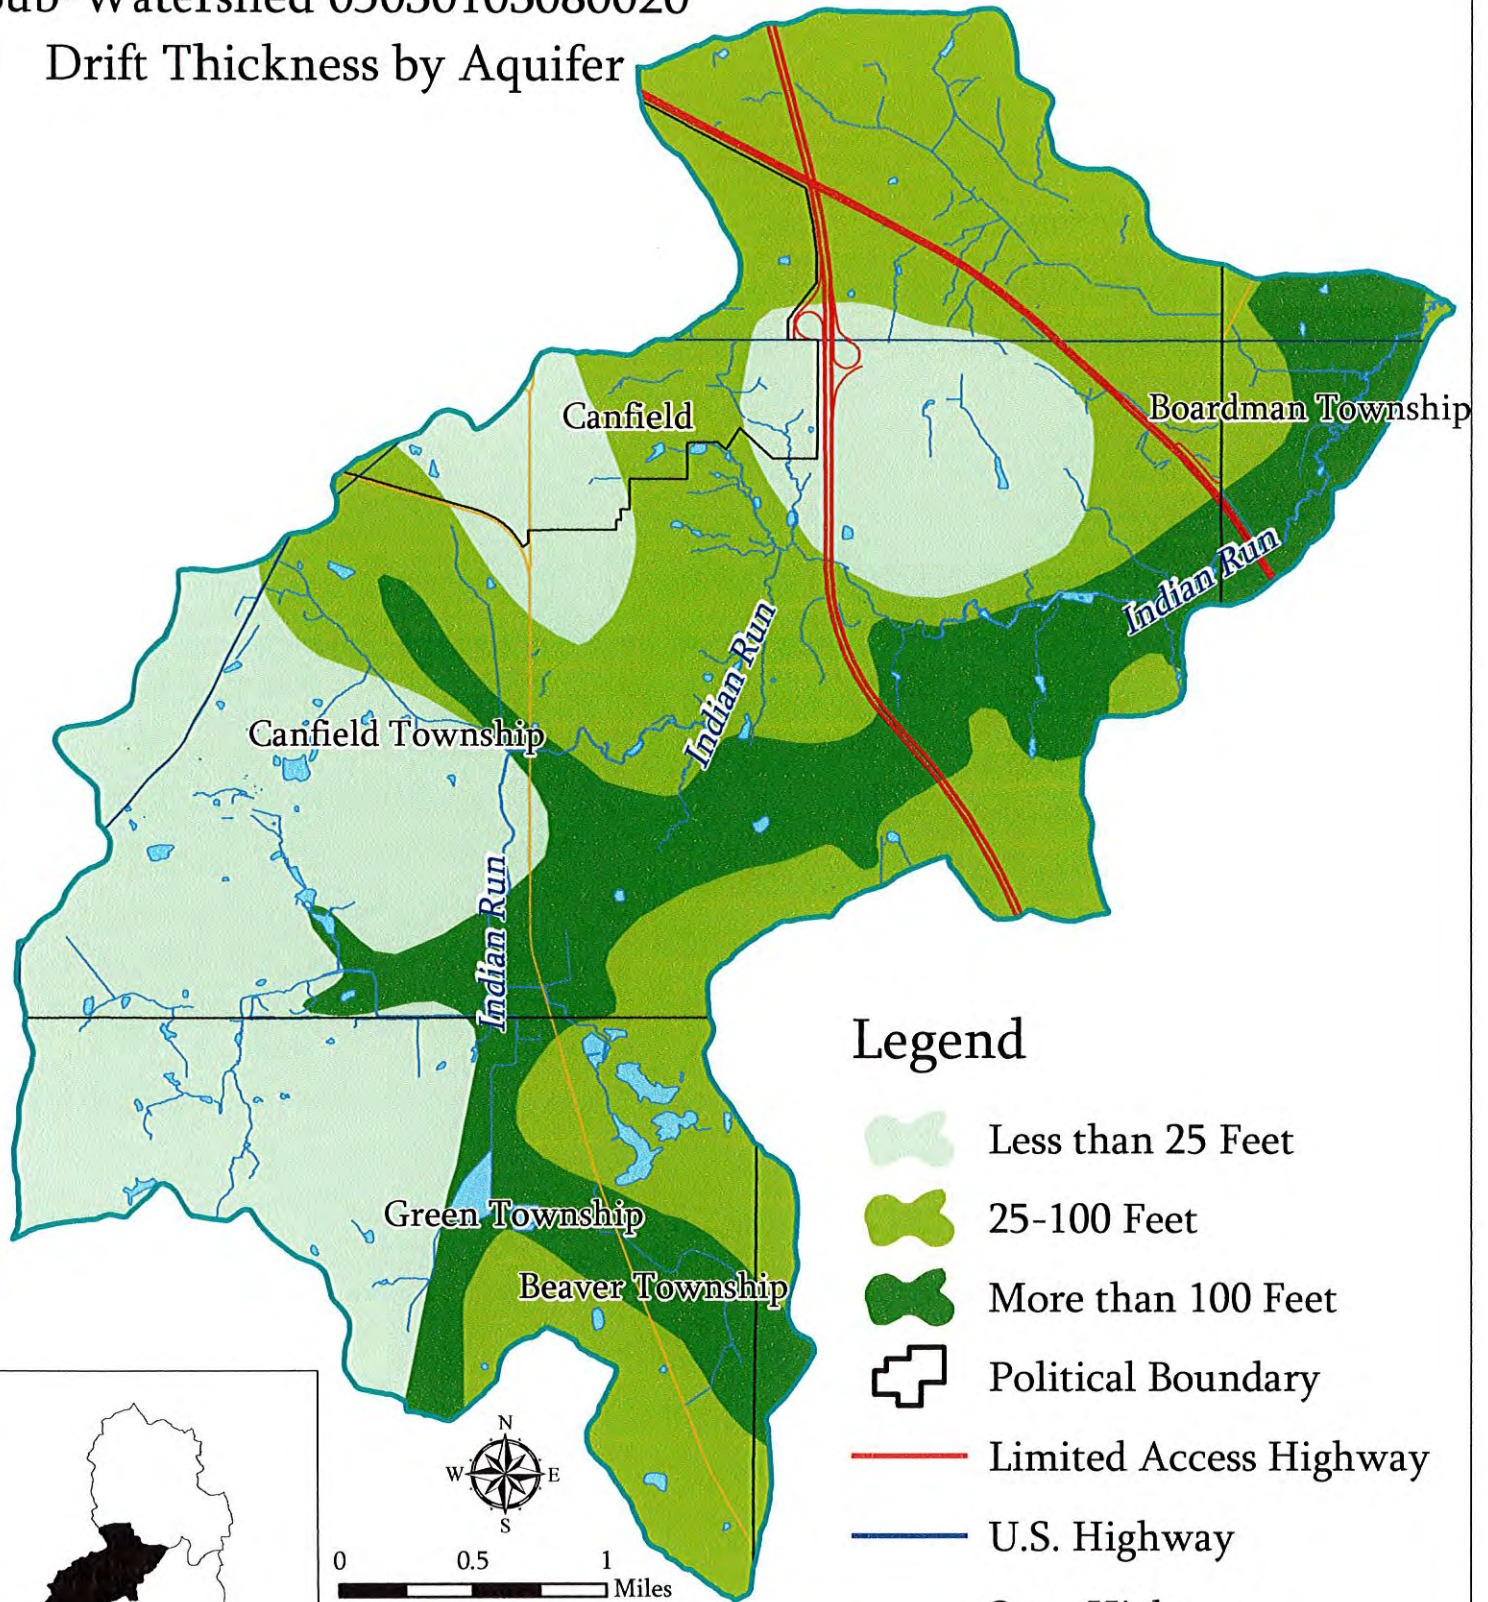 Drift Thickness by Aquifer
Canfield
Boardman Township
Indian Run
Indian Run
Canfield Township
Indian Run
Green Township
Beaver Township
Legend
Less than 25 Feet
25-100 Feet
More than 100 Feet
Political Boundary
Limited Access Highway
U.S. Highway
N
W
E
S
0 0.5 1
Miles